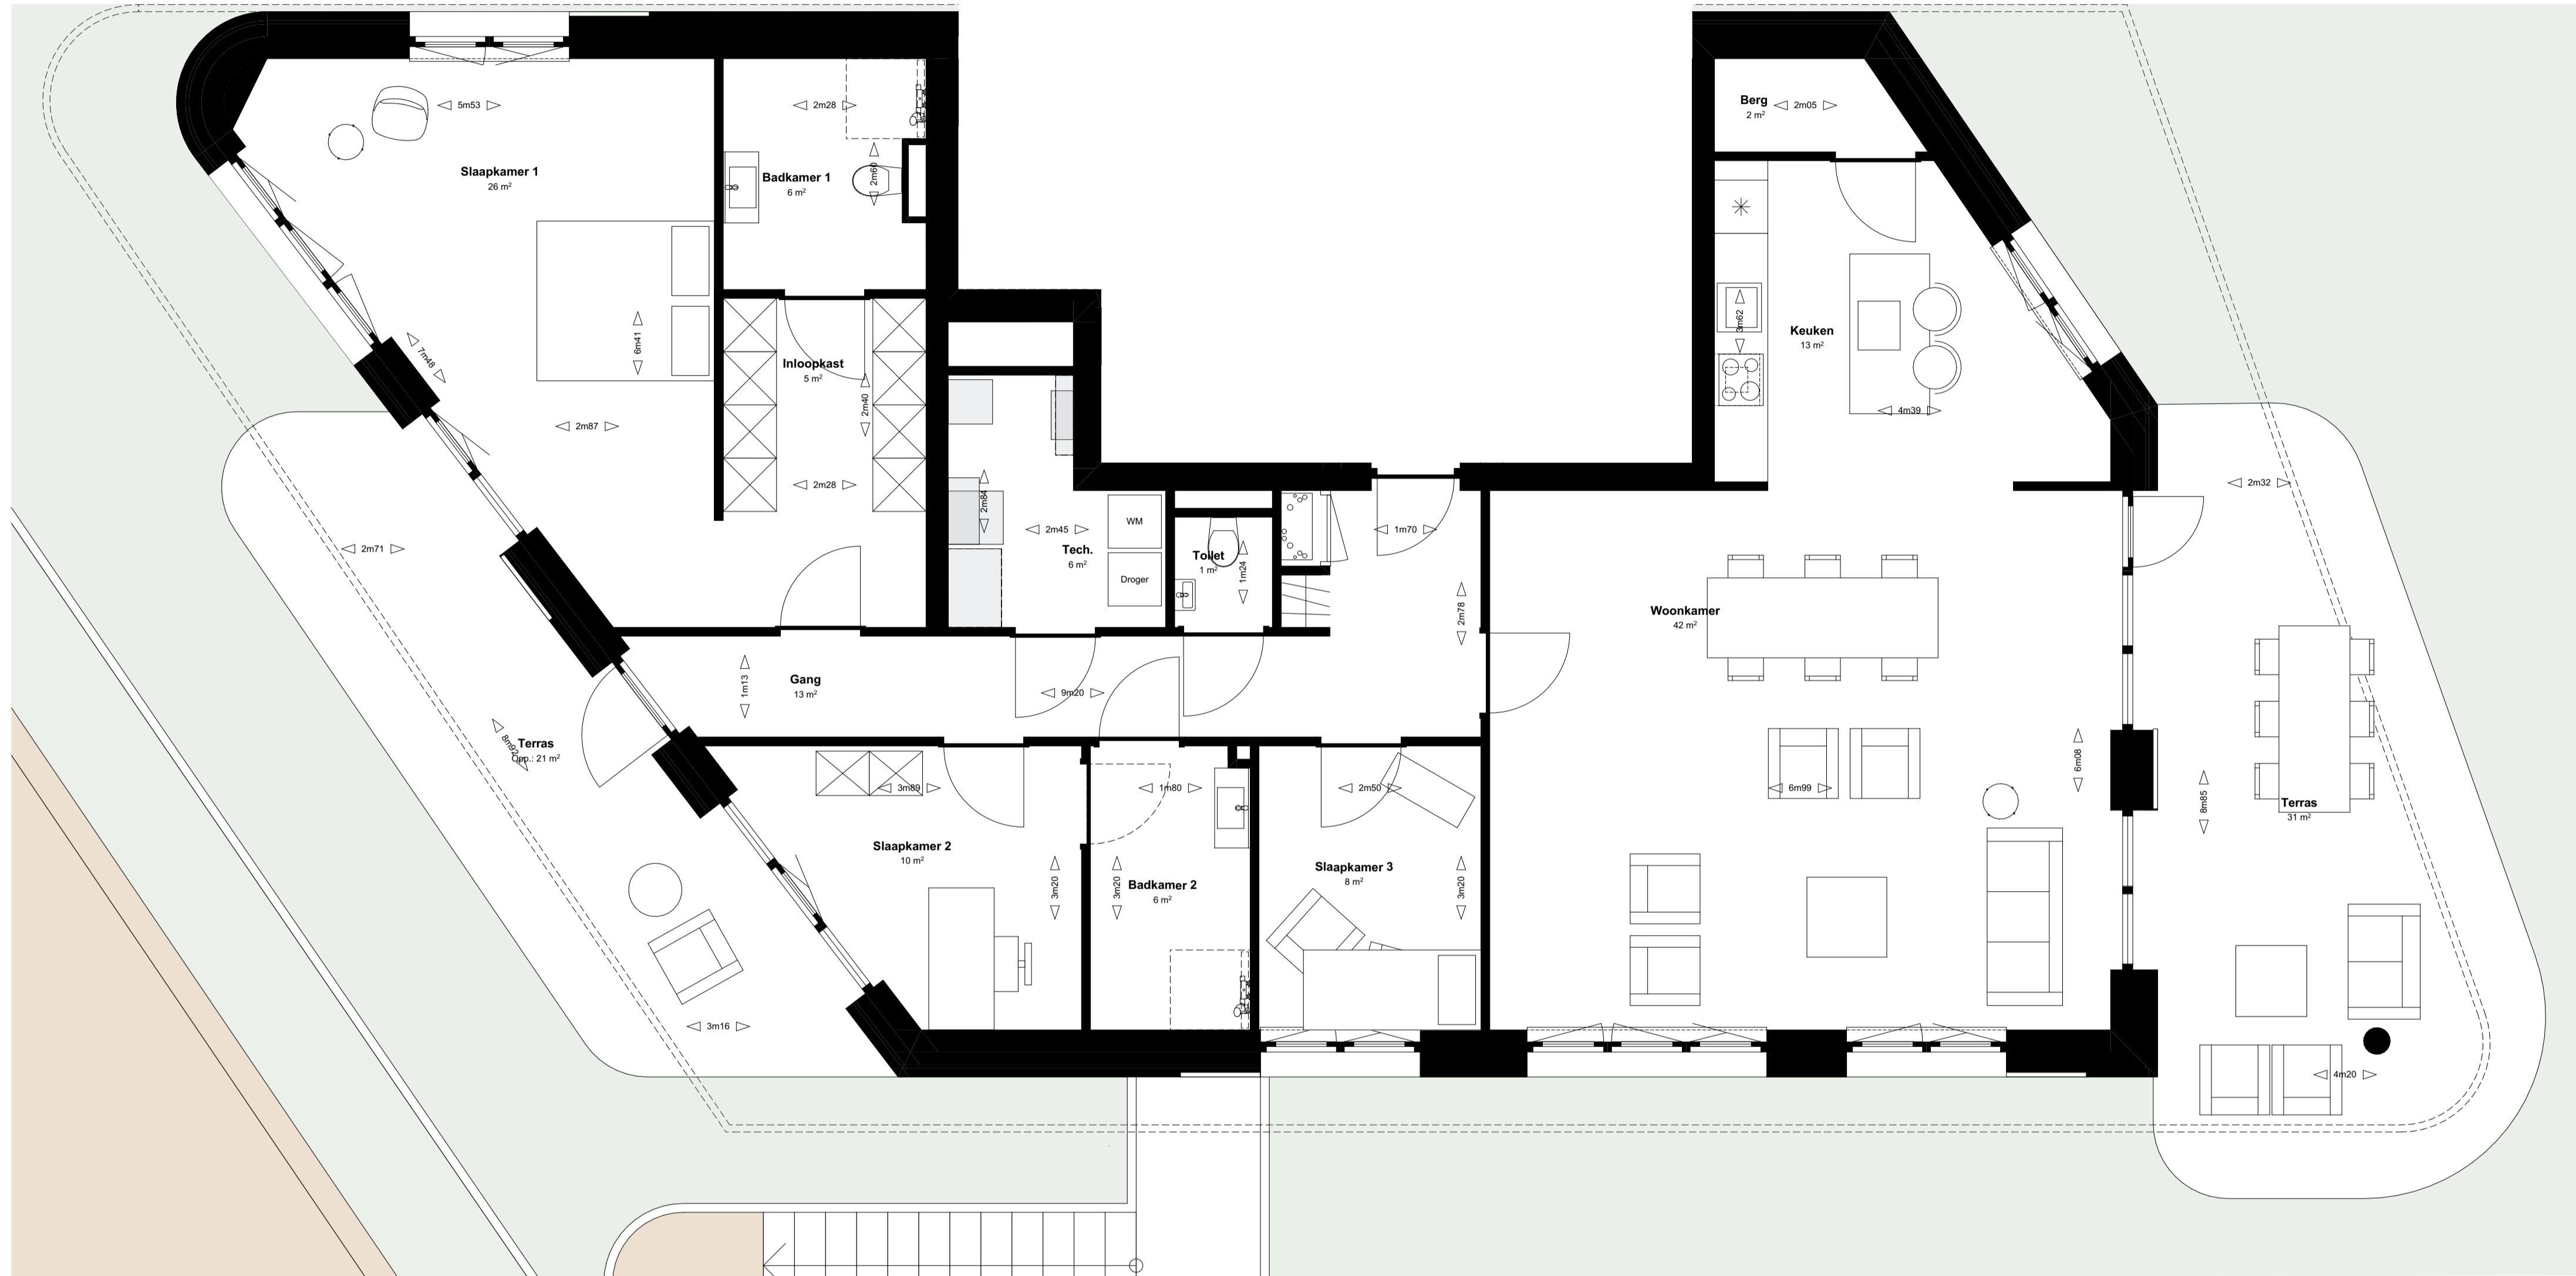 5m53
2m28
Berg
2 m²
2m05
Slaapkamer 1
26 m²
Badkamer 1
6 m²
2m60
3m62
Keuken
13 m²
7m48
6m41
Inloopkast
5 m²
2m40
4m39
2m87
2m28
2m84
2m32
2m71
2m45
WM
1m70
Tech.
6 m²
Toilet
1 m²
1m24
Droger
2m78
Woonkamer
42 m²
Gang
13 m²
1m13
9m20
8m92
Terras
Opp.: 21 m²
6m08
3m89
1m80
2m50
6m99
8m85
Terras
31 m²
Slaapkamer 2
10 m²
3m20
3m20
Badkamer 2
6 m²
Slaapkamer 3
8 m²
3m20
3m16
4m20